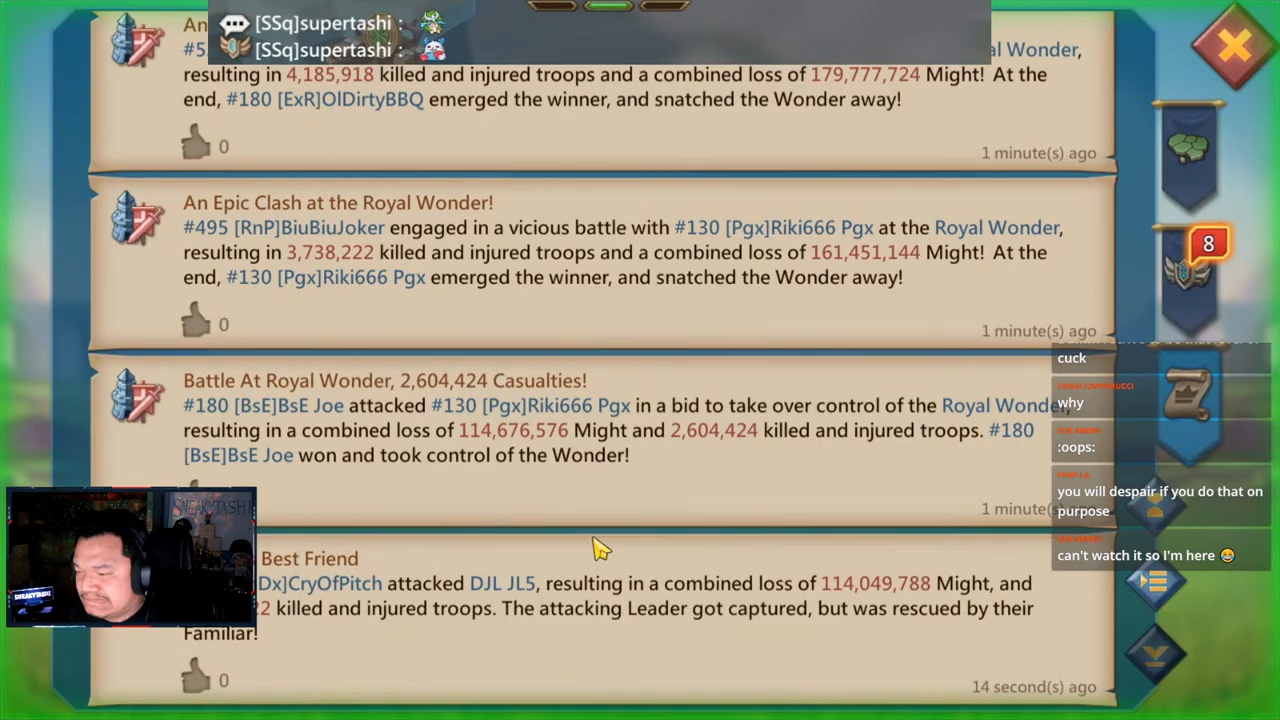 [SSq]supertashi :
[SSq]supertashi :
An
#5
al Wonder,
resulting in 4,185,918 killed and injured troops and a combined loss of 179,777,724 Might! At the
end, #180 [ExR]OlDirtyBBQ emerged the winner, and snatched the Wonder away!
0
1 minute(s) ago
An Epic Clash at the Royal Wonder!
#495 [RnP]BiuBiuJoker engaged in a vicious battle with #130 [Pgx]Riki666 Pgx at the Royal Wonder,
resulting in 3,738,222 killed and injured troops and a combined loss of 161,451,144 Might! At the
end, #130 [Pgx]Riki666 Pgx emerged the winner, and snatched the Wonder away!
0
1 minute(s) ago
8
Battle At Royal Wonder, 2,604,424 Casualties!
#180 [BsE]BsE Joe attacked #130 [Pgx]Riki666 Pgx in a bid to take over control of the Royal Wonder,
resulting in a combined loss of 114,676,576 Might and 2,604,424 killed and injured troops. #180
[BsE]BsE Joe won and took control of the Wonder!
1 minute
cuck
why
:oops:
you will despair if you do that on
purpose
can't watch it so I'm here 😂
SNEAKYTASHI
SNEAKYTASHI
Best Friend
Dx]CryOfPitch attacked DJL JL5, resulting in a combined loss of 114,049,788 Might, and
2 killed and injured troops. The attacking Leader got captured, but was rescued by their
Familiar!
0
14 second(s) ago